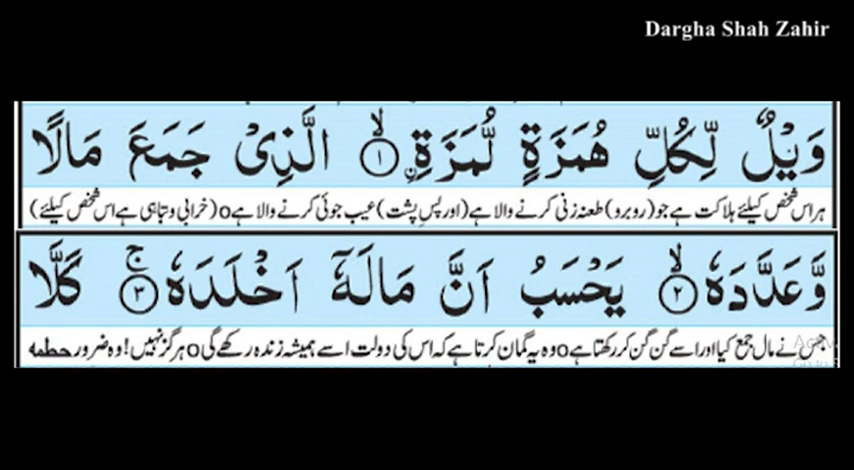 Dargha Shah Zahir
وَيْلٌ لِّكُلِّ هُمَزَةٍ لُّمَزَةِۙ ۝١ ۨالَّذِىْ جَمَعَ مَالًا
ہر اس شخص کیلئے ہلاکت ہے جو (روبرو) طعنہ زنی کرنے والا ہے (اور پسِ پشت) عیب جوئی کرنے والا ہے o (خرابی و تباہی ہے اس شخص کیلئے)
وَّعَدَّدَهٗۙ ۝٢ يَحْسَبُ اَنَّ مَالَهٗۤ اَخْلَدَهٗۚ ۝٣ كَلَّا
جس نے مال جمع کیا اور اسے گن گن کر رکھتا ہے o وہ یہ گمان کرتا ہے کہ اس کی دولت اسے ہمیشہ زندہ رکھے گی o ہرگز نہیں! وہ ضرور حطمہ